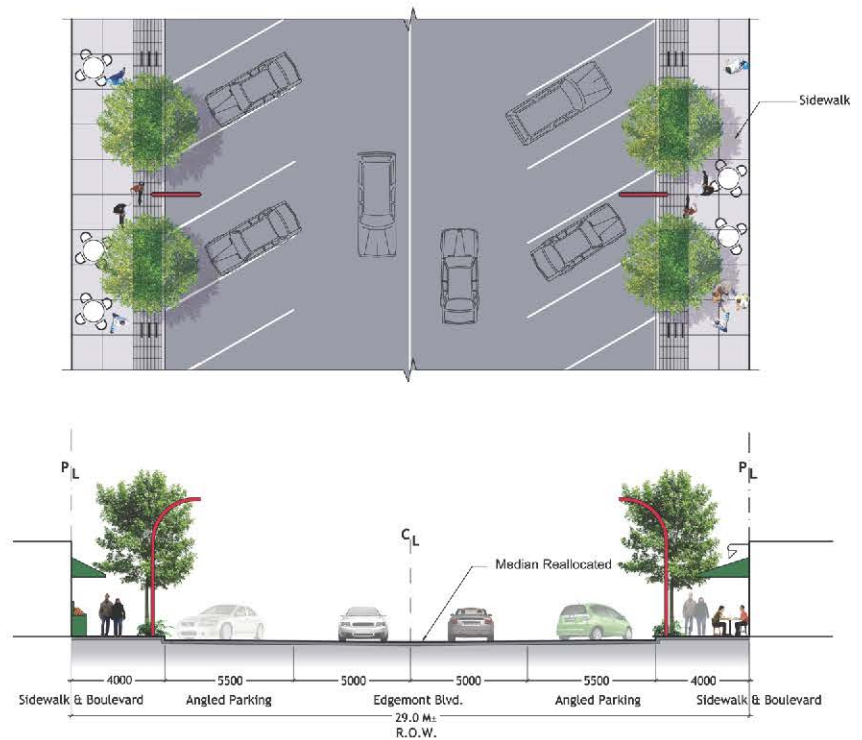 Sidewalk
PL
PL
CL
Median Reallocated
4000
5500
5000
5000
5500
4000
Sidewalk & Boulevard
Angled Parking
Edgemont Blvd.
Angled Parking
Sidewalk & Boulevard
29.0 M±
R.O.W.